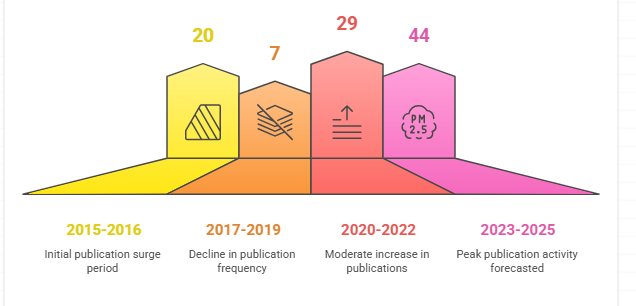 20
7
29
44
PM
2.5
2015-2016
2017-2019
2020-2022
2023-2025
Initial publication surge
period
Decline in publication
frequency
Moderate increase in
publications
Peak publication activity
forecasted